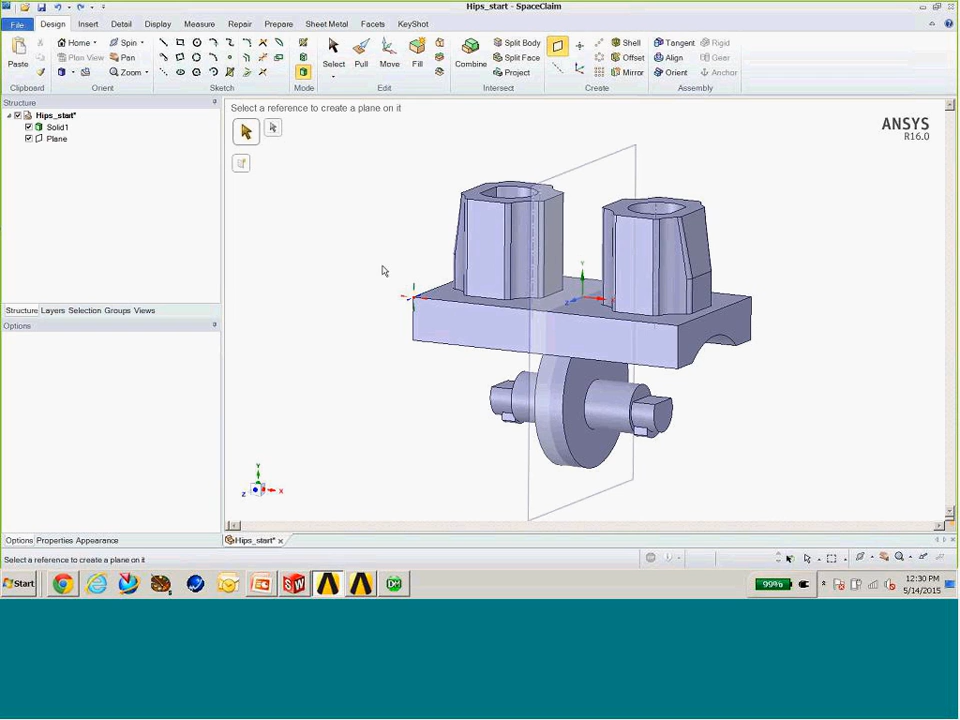 Hips_start - SpaceClaim
File Design Insert Detail Display Measure Repair Prepare Sheet Metal Facets KeyShot
Home Spin Split Body Shell Tangent Rigid
Plan View Pan Split Face Offset Align Gear
Paste Zoom Select Pull Move Fill Combine Project Mirror Orient Anchor
Clipboard Orient Sketch Mode Edit Intersect Create Assembly
Structure
Select a reference to create a plane on it
Hips_start*
Solid1
Plane
ANSYS
R16.0
Y
X
Z
Structure Layers Selection Groups Views
Options
Y
Z X
Options Properties Appearance
Hips_start*
Select a reference to create a plane on it
Start
99%
12:30 PM
5/14/2015